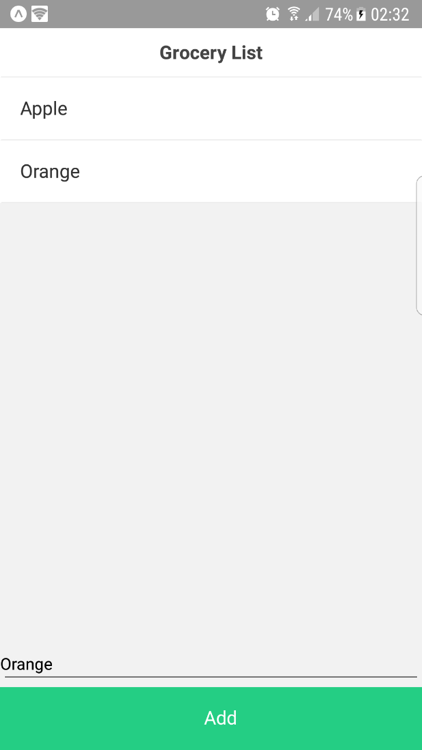 74% 02:32
Grocery List
Apple
Orange
Orange
Add